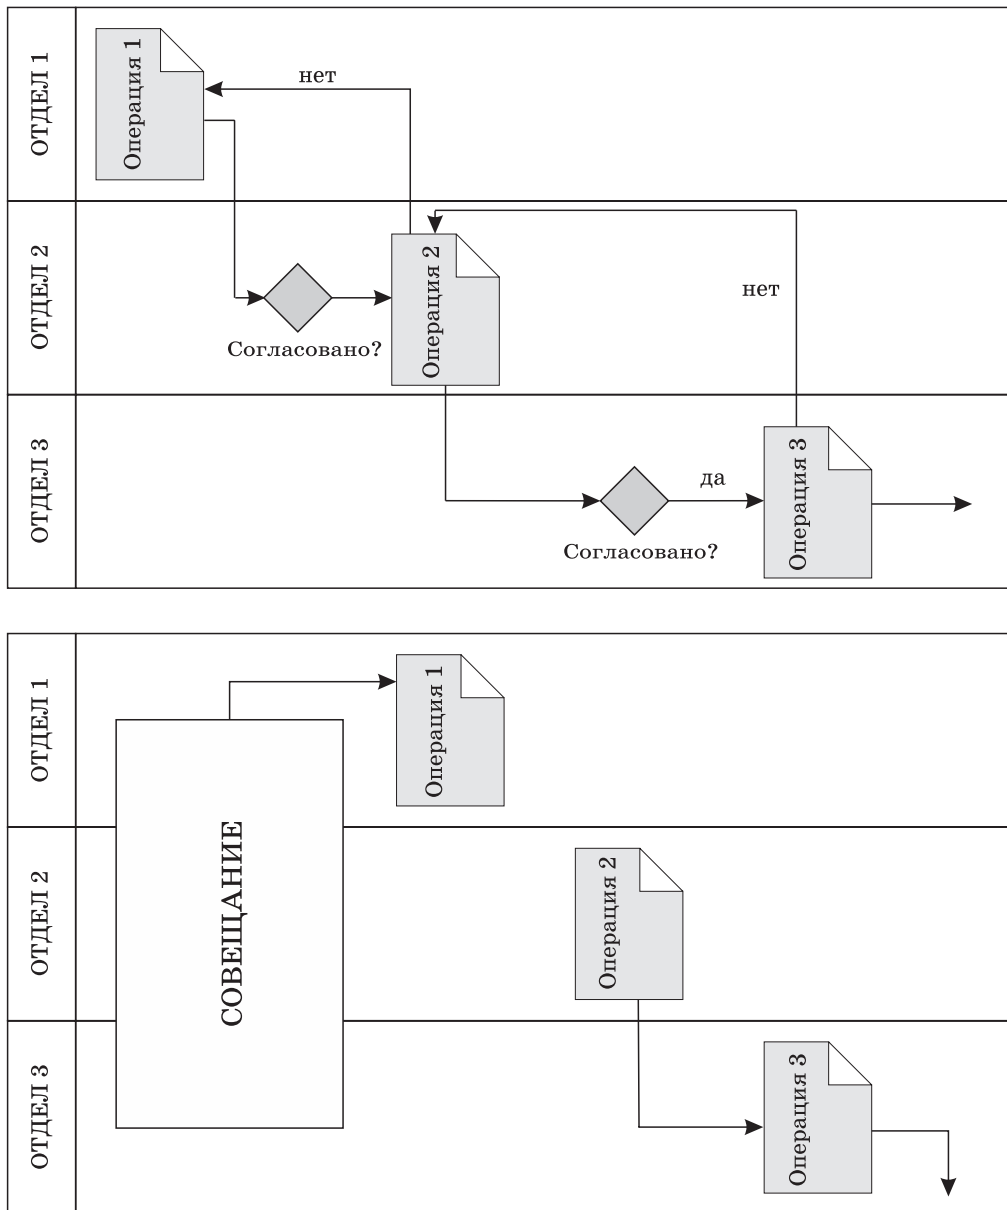 ОТДЕЛ 1
Операция 1
нет
ОТДЕЛ 2
Согласовано?
Операция 2
нет
ОТДЕЛ 3
Согласовано?
да
Операция 3
ОТДЕЛ 1
Операция 1
СОВЕЩАНИЕ
ОТДЕЛ 2
Операция 2
ОТДЕЛ 3
Операция 3